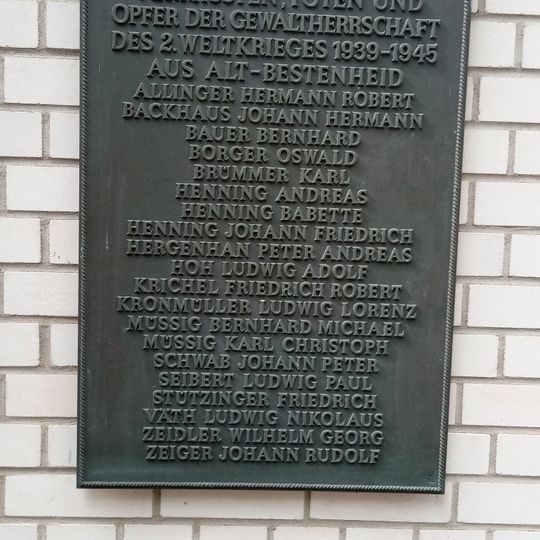 TOTEN UND
OPFER DER GEWALTHERRSCHAFT
DES 2. WELTKRIEGES 1939-1945
AUS ALT-BESTENHEID
ALLINGER HERMANN ROBERT
BACKHAUS JOHANN HERMANN
BAUER BERNHARD
BORGER OSWALD
BRÜMMER KARL
HENNING ANDREAS
HENNING BABETTE
HENNING JOHANN FRIEDRICH
HERGENHAN PETER ANDREAS
HOH LUDWIG ADOLF
KRICHEL FRIEDRICH ROBERT
KRONMÜLLER LUDWIG LORENZ
MÜSSIG BERNHARD MICHAEL
MÜSSIG KARL CHRISTOPH
SCHWAB JOHANN PETER
SEIBERT LUDWIG PAUL
STÜTZINGER FRIEDRICH
VÄTH LUDWIG NIKOLAUS
ZEIDLER WILHELM GEORG
ZEIGER JOHANN RUDOLF